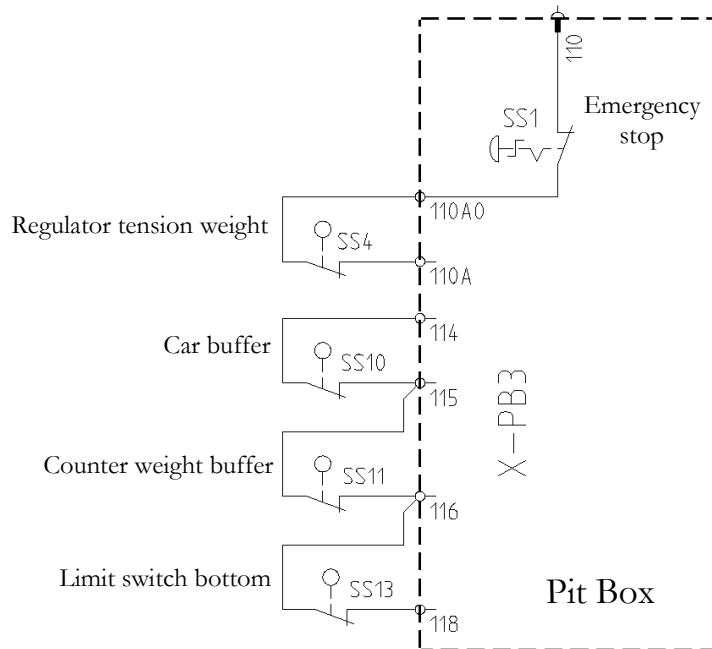 110
SS1
Emergency
stop
110A0
Regulator tension weight
SS4
110A
114
Car buffer
SS10
115
X-PB3
Counter weight buffer
SS11
116
Limit switch bottom
SS13
118
Pit Box